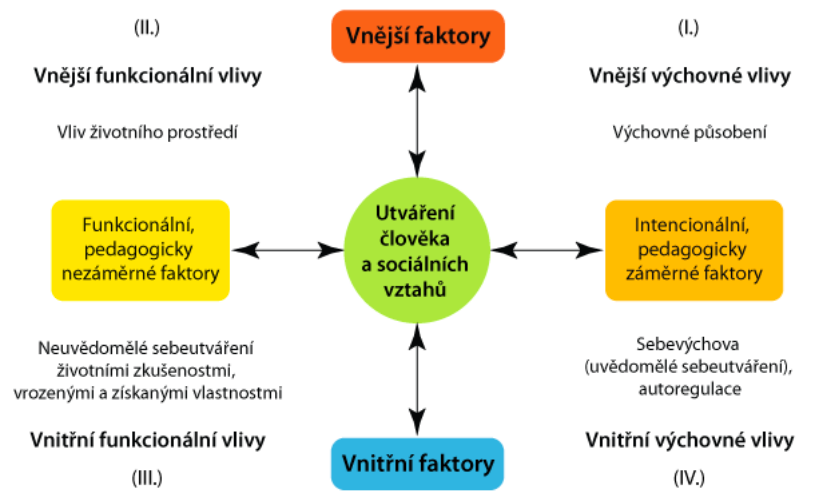 (II.)
Vnější faktory
(I.)
Vnější funkcionální vlivy
Vnější výchovné vlivy
Vliv životního prostředí
Výchovné působení
Funkcionální,
pedagogicky
nezáměrné faktory
Utváření
člověka
a sociálních
vztahů
Intencionální,
pedagogicky
záměrné faktory
Neuvědomělé sebeutváření
životními zkušenostmi,
vrozenými a získanými vlastnostmi
Sebevýchova
(uvědomělé sebeutváření),
autoregulace
Vnitřní funkcionální vlivy
Vnitřní faktory
Vnitřní výchovné vlivy
(III.)
(IV.)